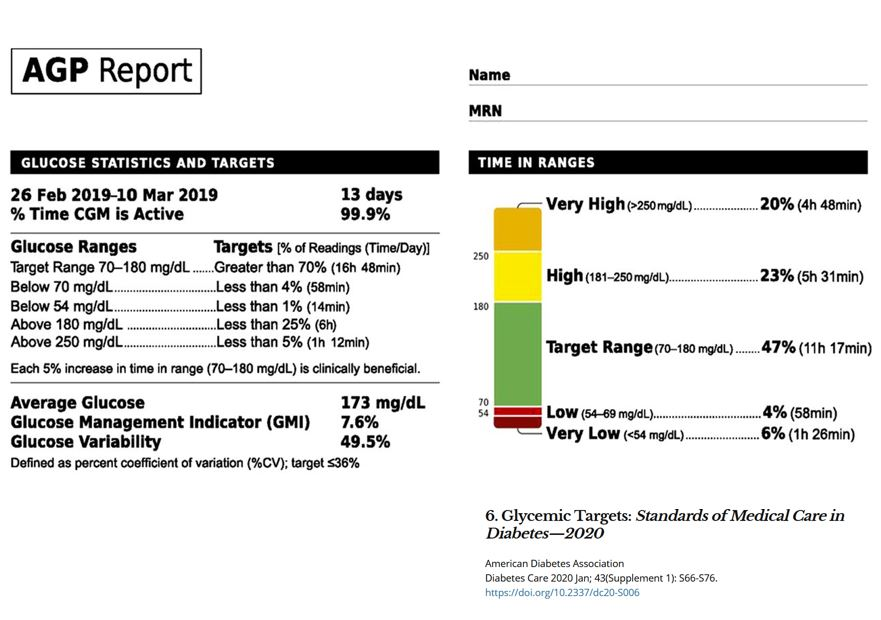 AGP Report
Name
MRN
GLUCOSE STATISTICS AND TARGETS
26 Feb 2019–10 Mar 2019 13 days
% Time CGM is Active 99.9%
Glucose Ranges Targets [% of Readings (Time/Day)]
Target Range 70–180 mg/dL .......Greater than 70% (16h 48min)
Below 70 mg/dL..............................Less than 4% (58min)
Below 54 mg/dL..............................Less than 1% (14min)
Above 180 mg/dL ..........................Less than 25% (6h)
Above 250 mg/dL...........................Less than 5% (1h 12min)
Each 5% increase in time in range (70–180 mg/dL) is clinically beneficial.
Average Glucose 173 mg/dL
Glucose Management Indicator (GMI) 7.6%
Glucose Variability 49.5%
Defined as percent coefficient of variation (%CV); target ≤36%
TIME IN RANGES
Very High (>250 mg/dL)....................20% (4h 48min)
250
High (181–250 mg/dL)...........................23% (5h 31min)
180
Target Range (70–180 mg/dL) .......47% (11h 17min)
70
54
Low (54–69 mg/dL)................................4% (58min)
Very Low (<54 mg/dL)......................6% (1h 26min)
6. Glycemic Targets: Standards of Medical Care in
Diabetes—2020
American Diabetes Association
Diabetes Care 2020 Jan; 43(Supplement 1): S66-S76.
https://doi.org/10.2337/dc20-S006